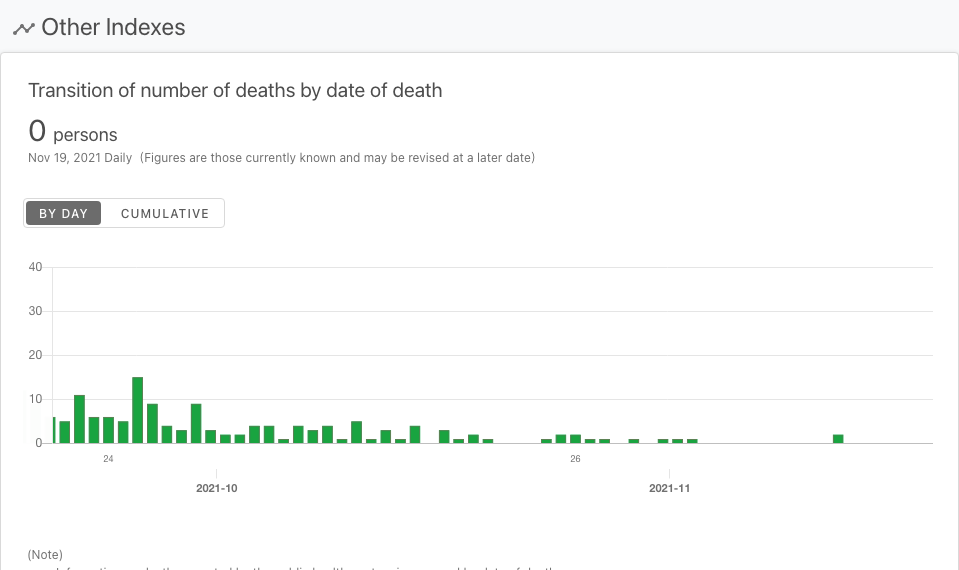 Other Indexes
Transition of number of deaths by date of death
0 persons
Nov 19, 2021 Daily (Figures are those currently known and may be revised at a later date)
BY DAY CUMULATIVE
40
30
20
10
0
24 26
2021-10 2021-11
(Note)